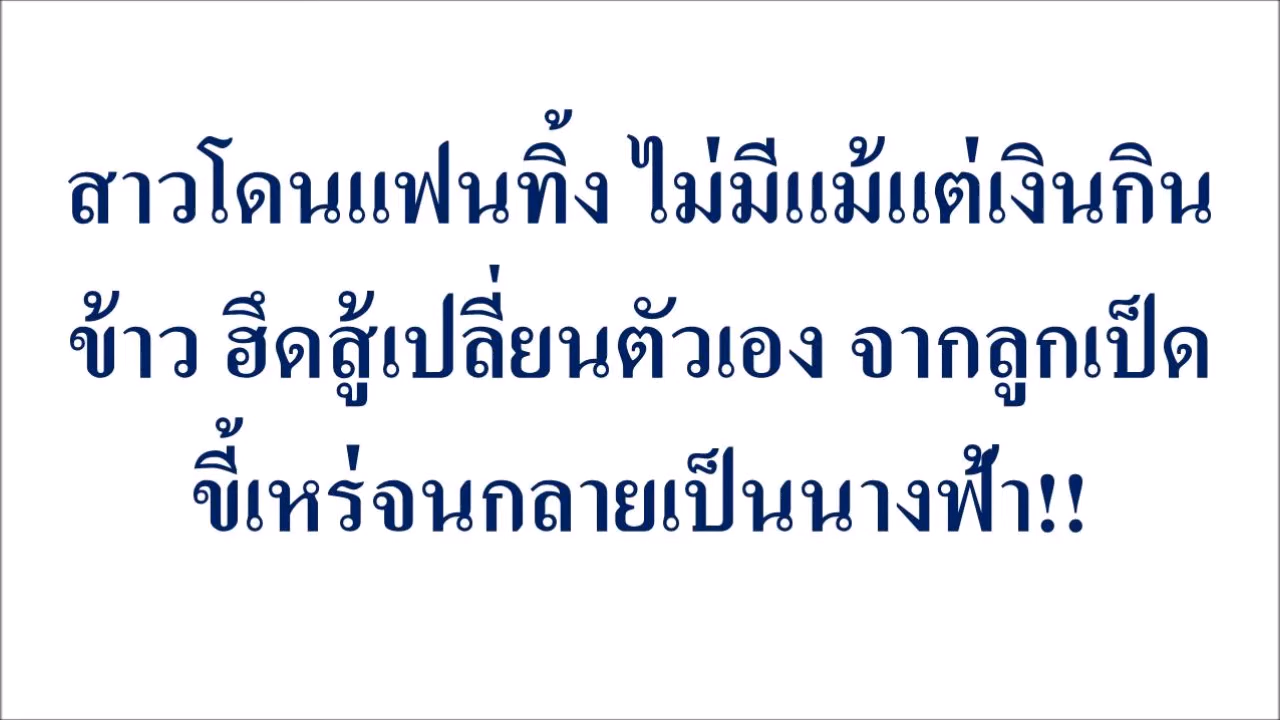 สาวโดนแฟนทิ้ง ไม่มีแม้แต่เงินกิน
ข้าว ฮึดสู้เปลี่ยนตัวเอง จากลูกเป็ด
ขี้เหร่จนกลายเป็นนางฟ้า!!